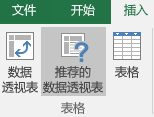 文件 开始 插入
数据 推荐的 表格
透视表 数据透视表
表格